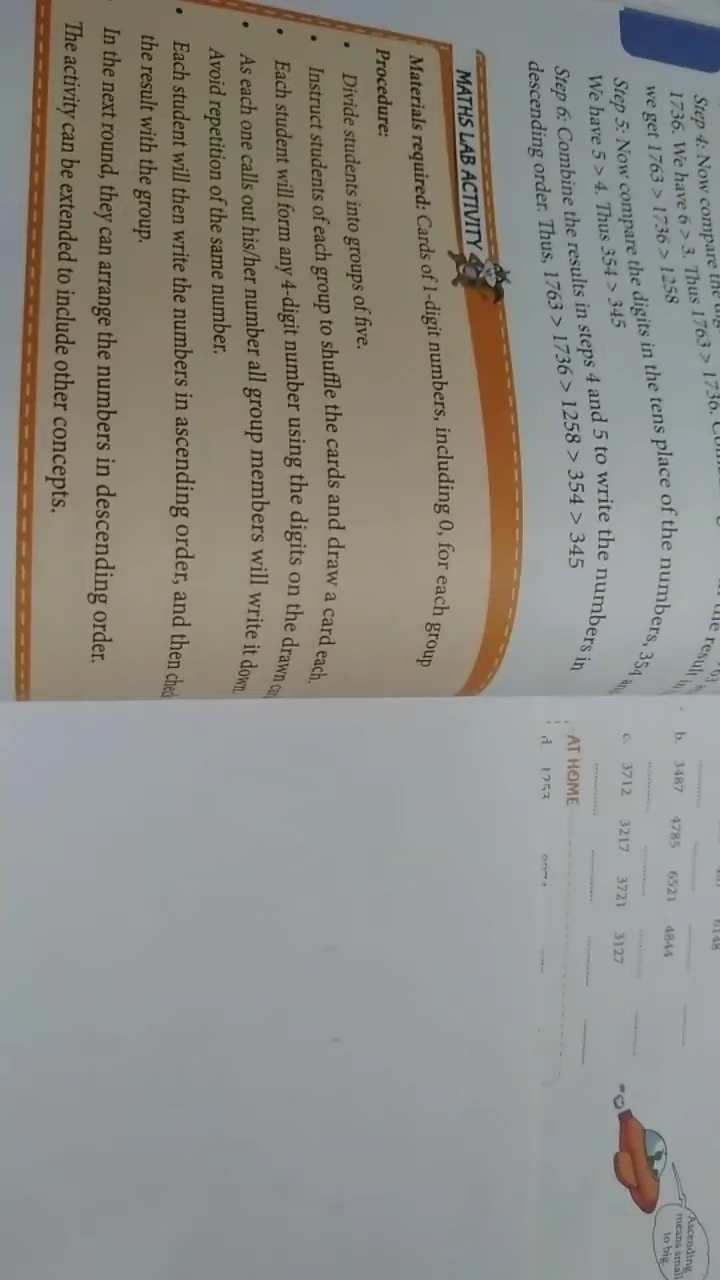 Step 4: Now compare the
1736. We have 6 > 3. Thus 1763 > 1736.
we get 1763 > 1736 > 1258
Step 5: Now compare the digits in the tens place of the numbers, 354
We have 5 > 4. Thus 354 > 345
Step 6: Combine the results in steps 4 and 5 to write the numbers in
descending order. Thus, 1763 > 1736 > 1258 > 354 > 345
MATHS LAB ACTIVITY
Materials required: Cards of 1-digit numbers, including 0, for each group
Procedure:
• Divide students into groups of five.
• Instruct students of each group to shuffle the cards and draw a card each.
• Each student will form any 4-digit number using the digits on the drawn
• As each one calls out his/her number all group members will write it down.
Avoid repetition of the same number.
• Each student will then write the numbers in ascending order, and then
the result with the group.
In the next round, they can arrange the numbers in descending order.
The activity can be extended to include other concepts.
6148
b. 3487 4785 6521 4844
c. 3712 3217 3721 3127
AT HOME
Ascending
means small
to big